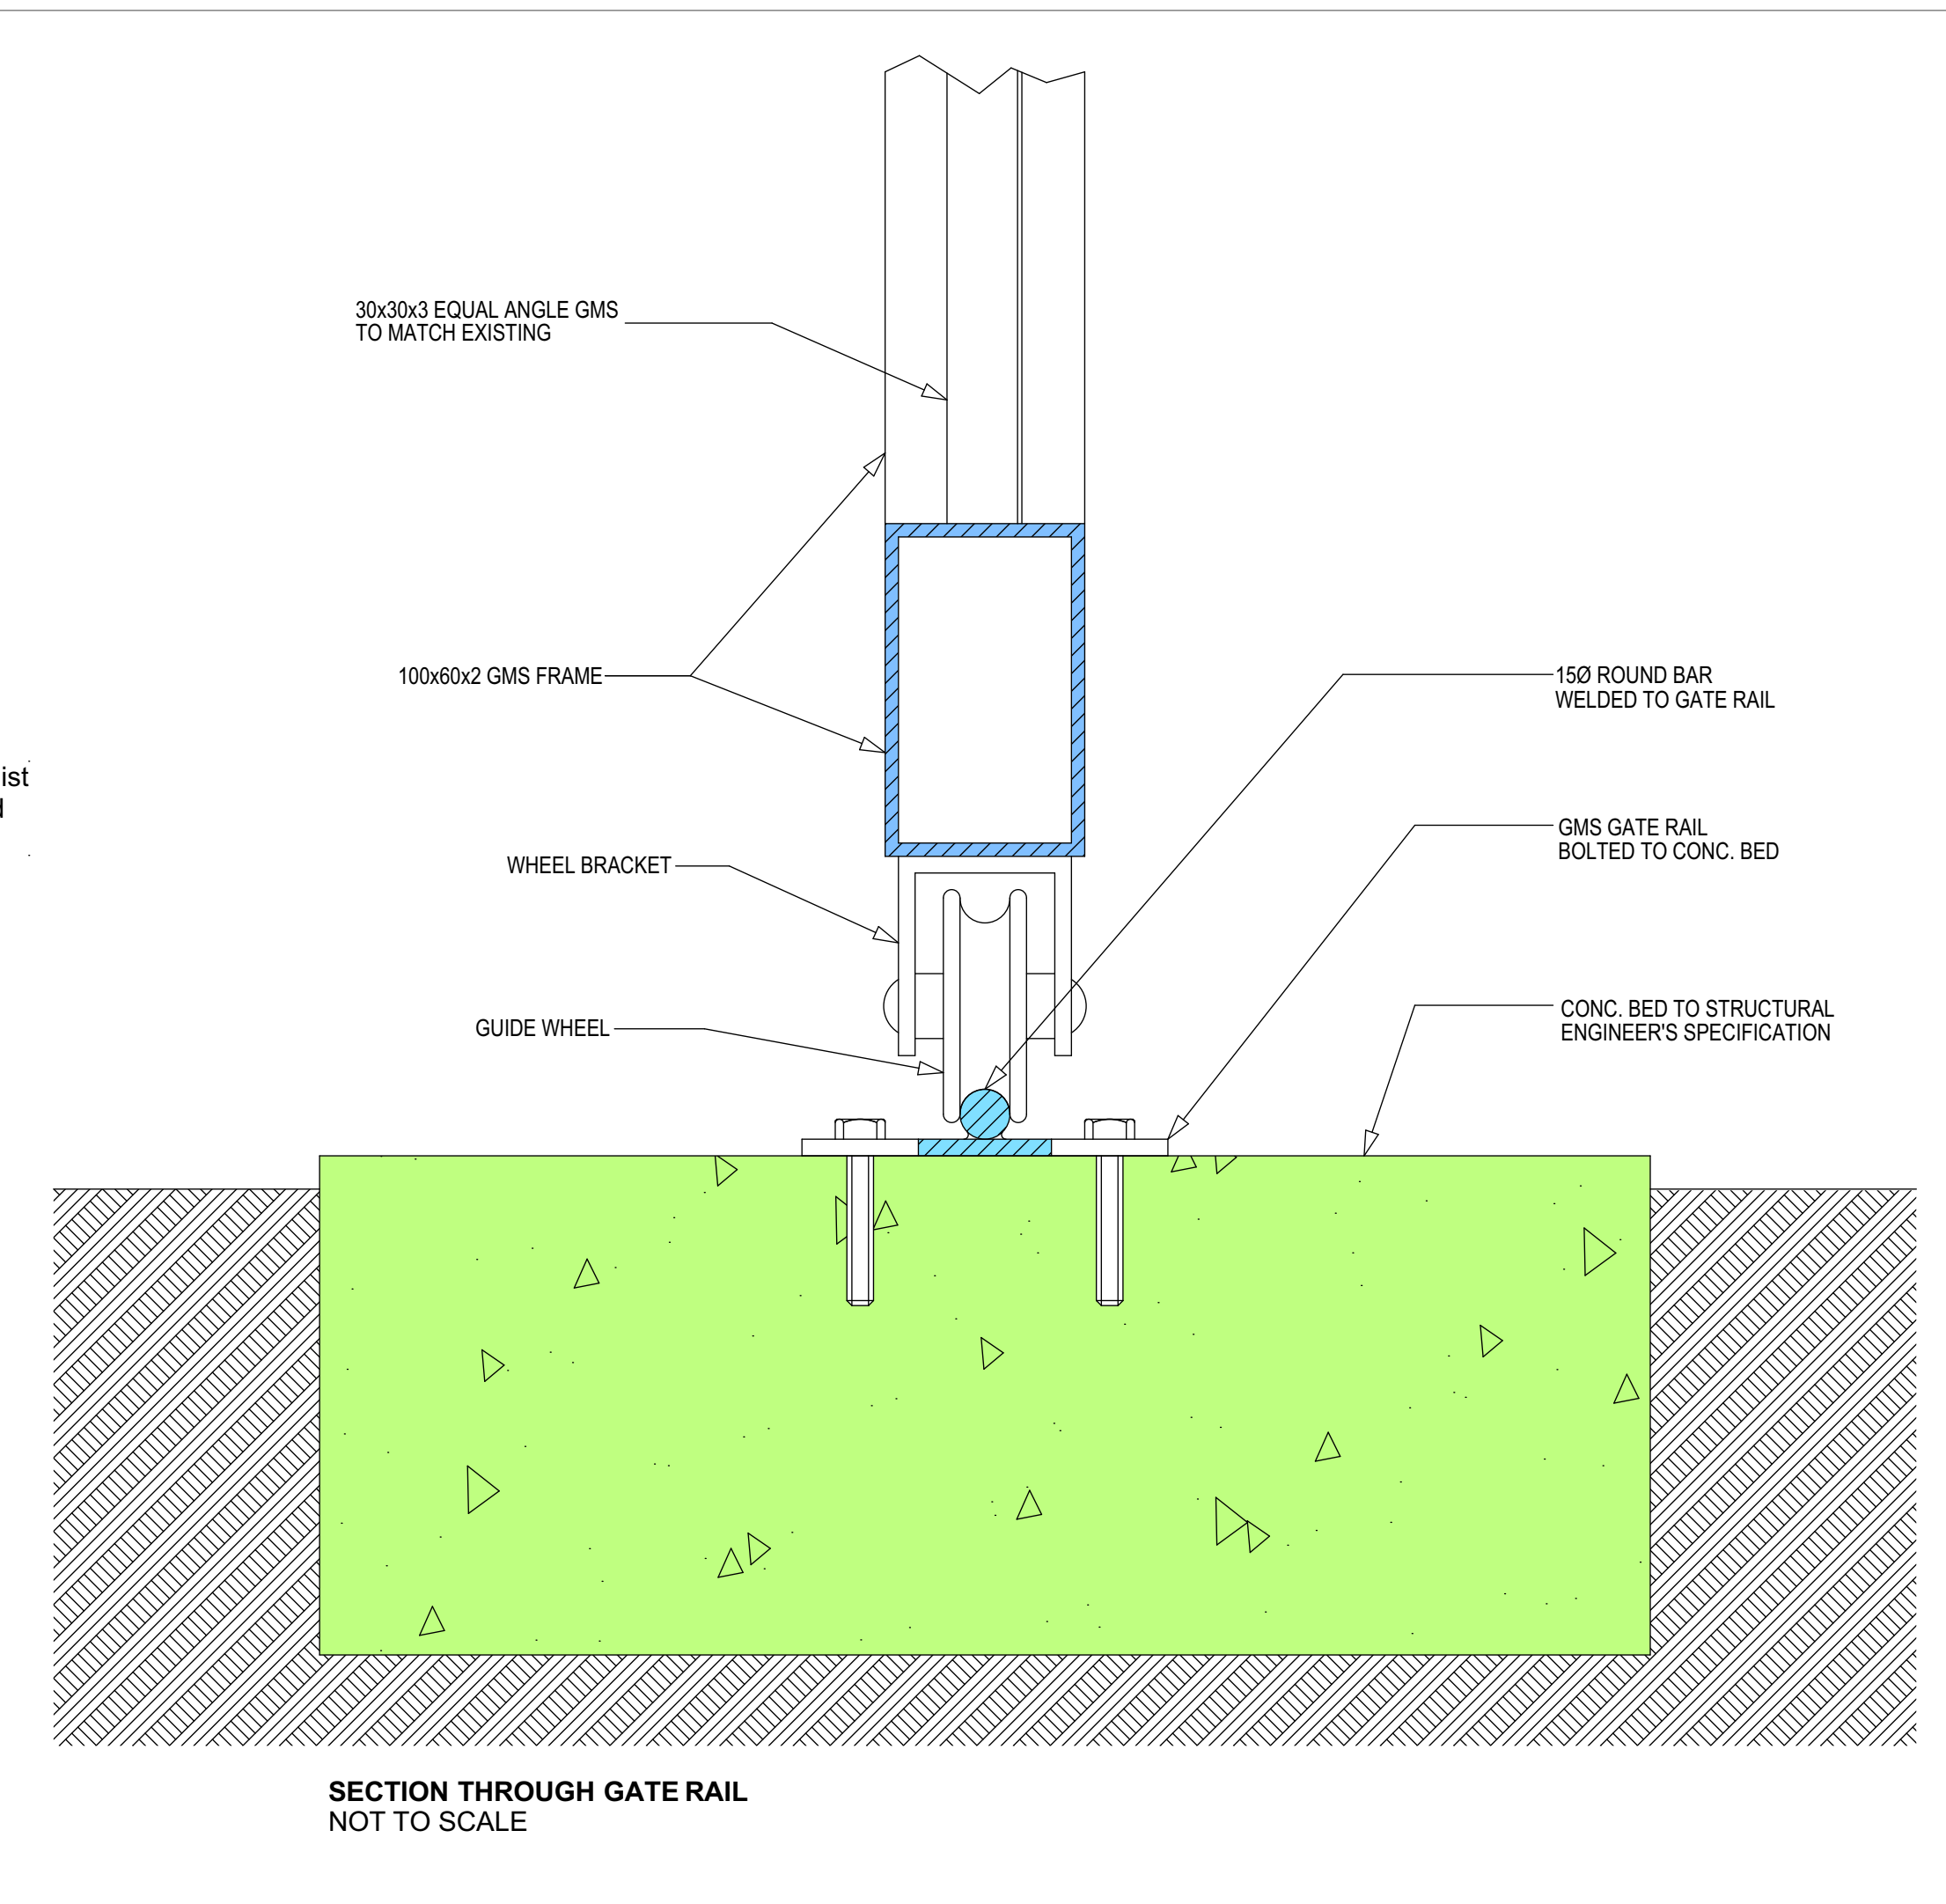 30x30x3 EQUAL ANGLE GMS
TO MATCH EXISTING
100x60x2 GMS FRAME
15Ø ROUND BAR
WELDED TO GATE RAIL
ist
WHEEL BRACKET
GMS GATE RAIL
BOLTED TO CONC. BED
GUIDE WHEEL
CONC. BED TO STRUCTURAL
ENGINEER'S SPECIFICATION
SECTION THROUGH GATE RAIL
NOT TO SCALE